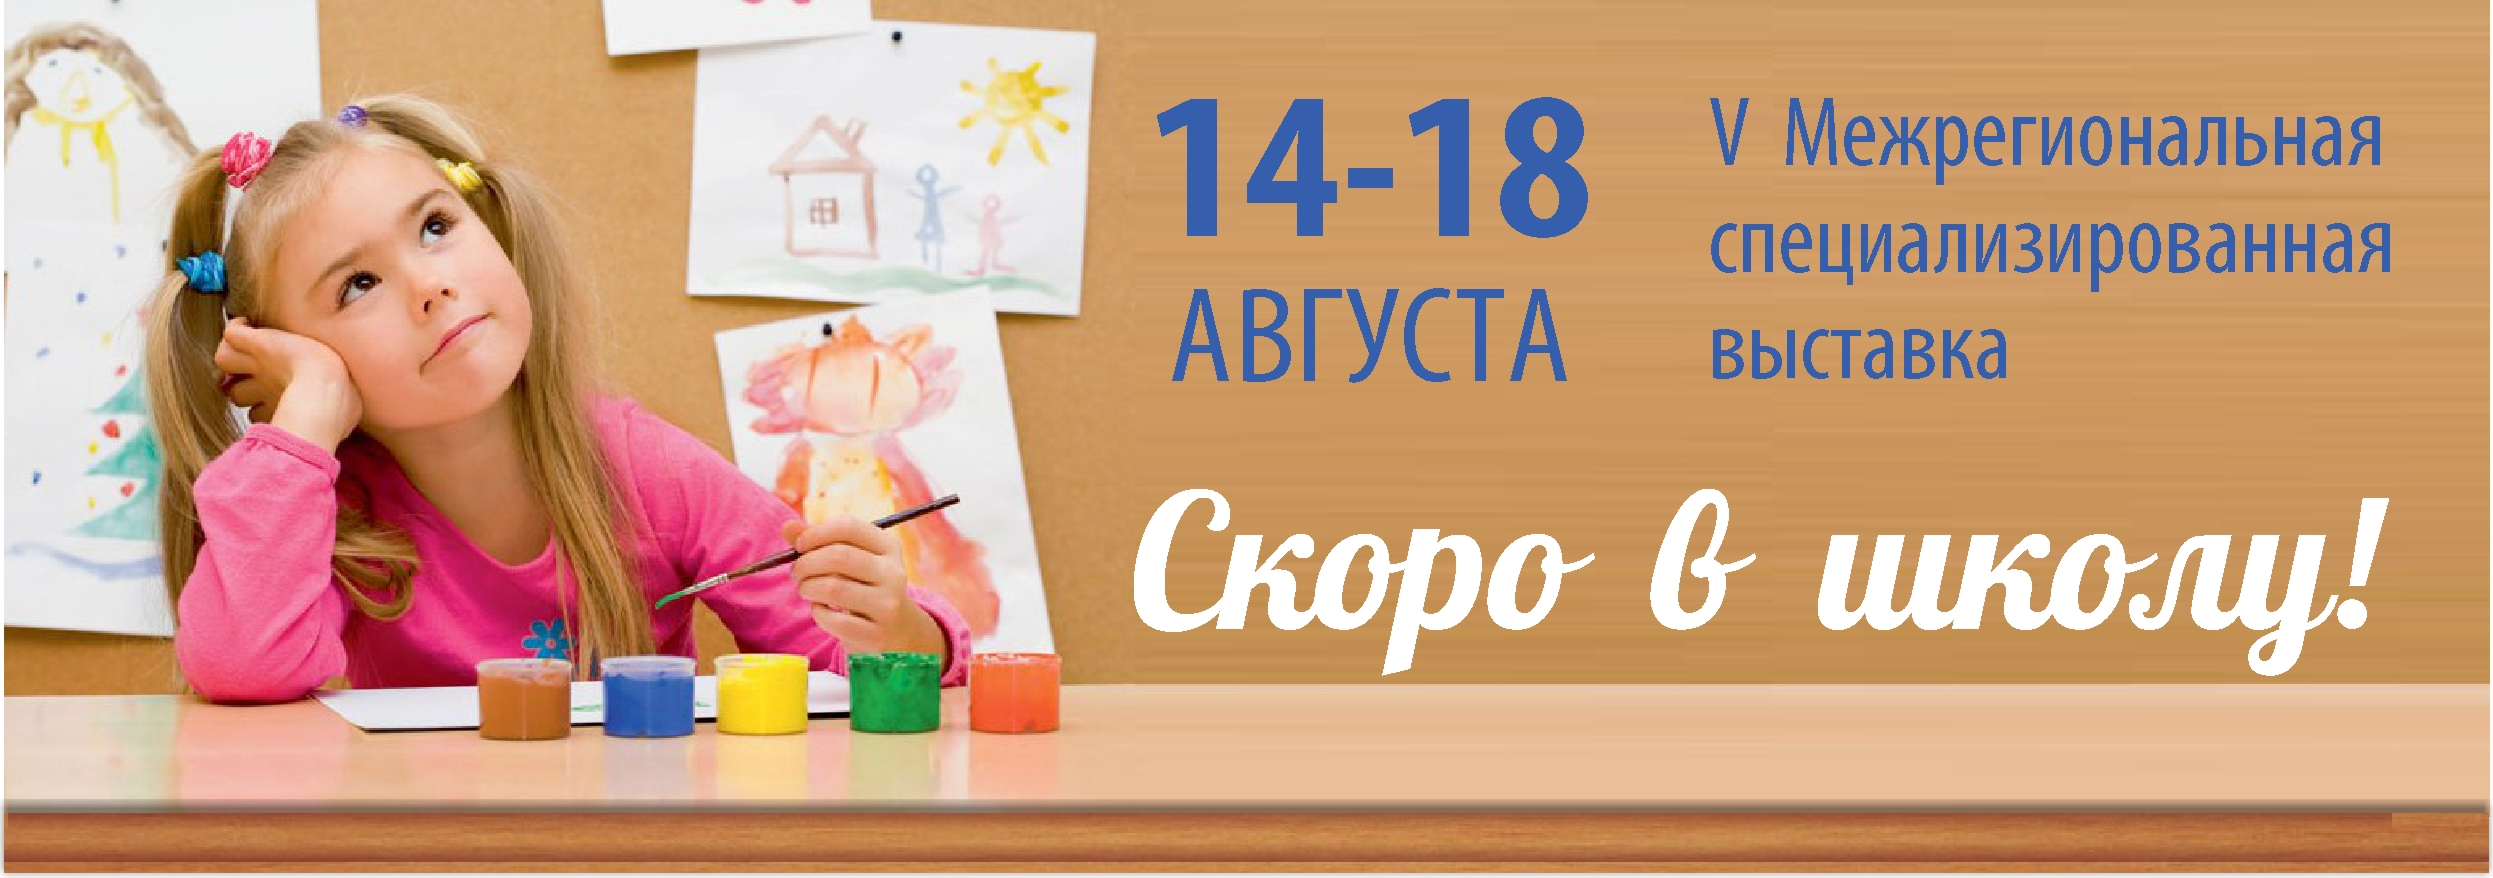 14-18
АВГУСТА
V Межрегиональная
специализированная
выставка
Скоро в школу!